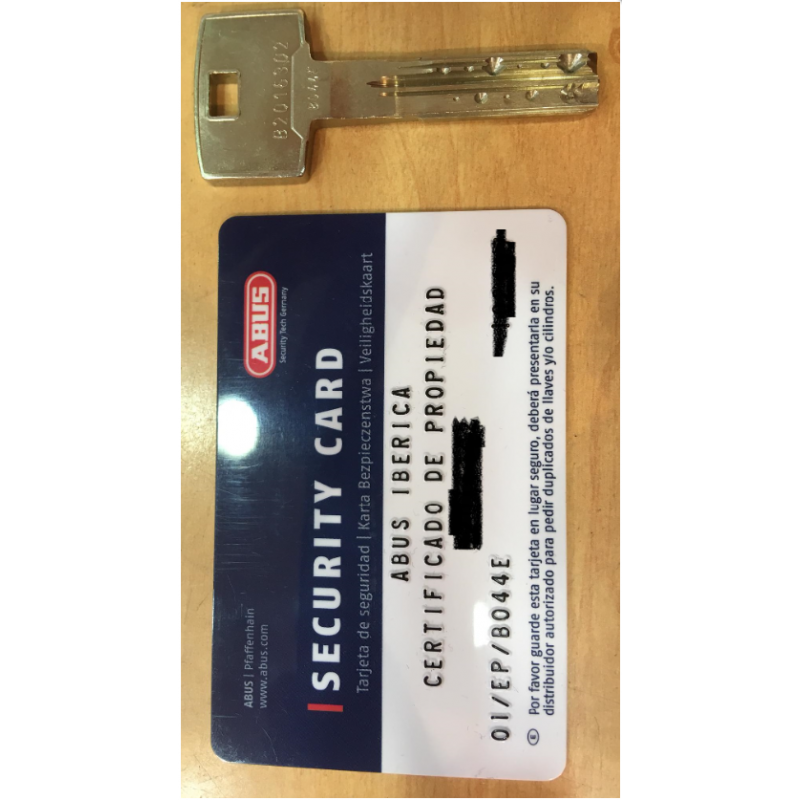 B2016302
ABUS | Pfaffenhain
www.abus.com
ABUS
Security Tech Germany
SECURITY CARD
Tarjeta de seguridad | Karta Bezpieczenstwa | Veiligheidskaart
ABUS IBERICA
CERTIFICADO DE PROPIEDAD
01/EP/B044E
E Por favor guarde esta tarjeta en lugar seguro, deberá presentarla en su
distribuidor autorizado para pedir duplicados de llaves y/o cilindros.